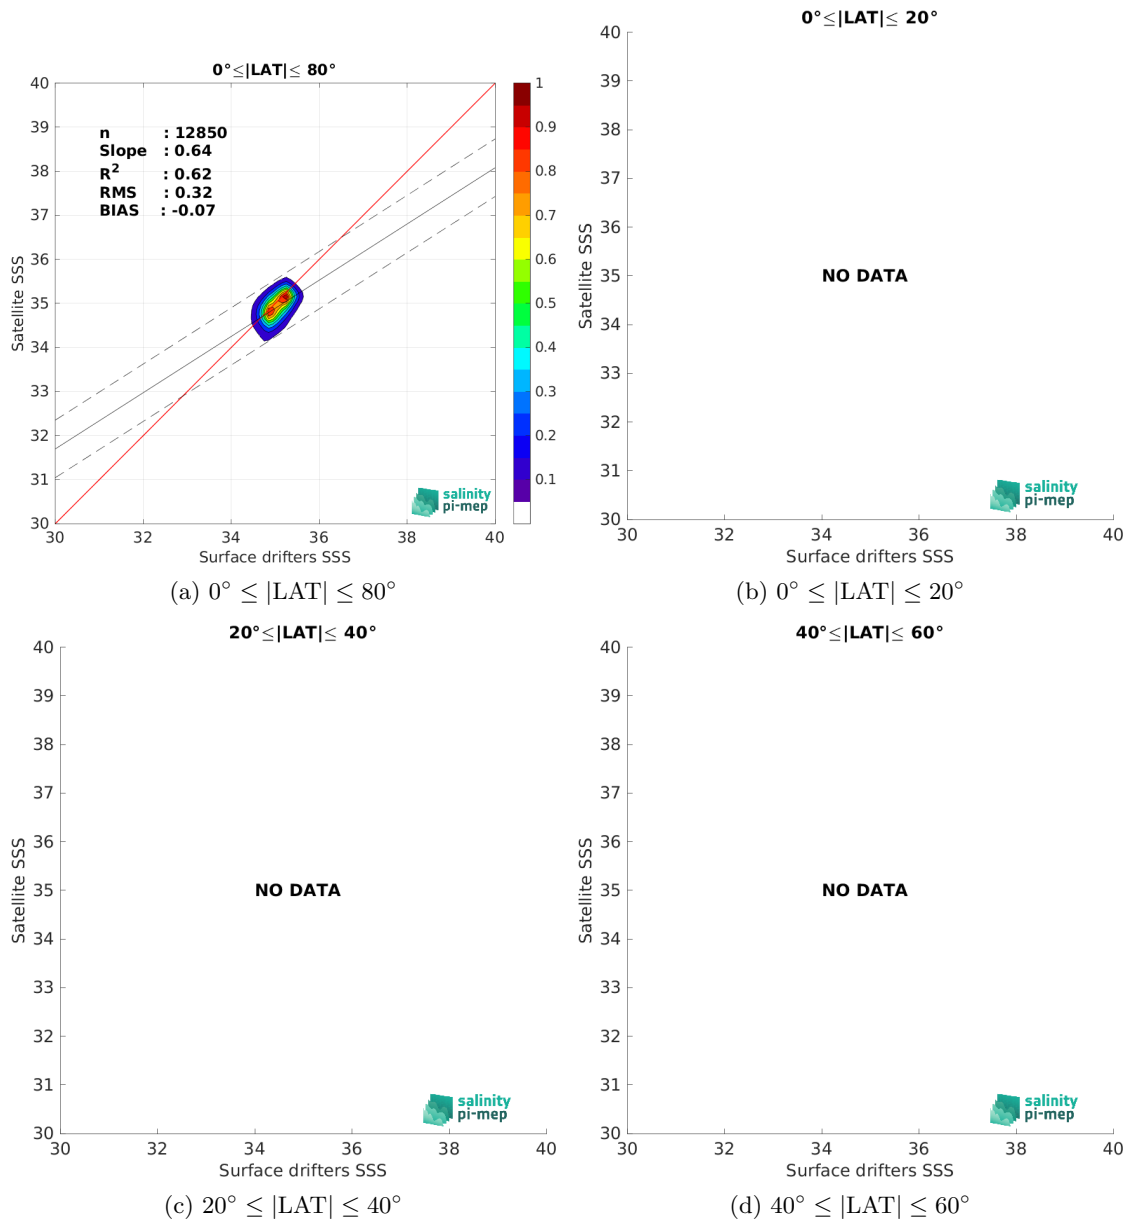 0°≤|LAT|≤ 80°
40
39
38
37
36
35
34
33
32
31
30
Satellite SSS
n : 12850
Slope : 0.64
R² : 0.62
RMS : 0.32
BIAS : -0.07
salinity
pi-mep
30 32 34 36 38 40
Surface drifters SSS
1
0.9
0.8
0.7
0.6
0.5
0.4
0.3
0.2
0.1
(a) 0° ≤ |LAT| ≤ 80°
0°≤|LAT|≤ 20°
40
39
38
37
36
35
34
33
32
31
30
Satellite SSS
NO DATA
salinity
pi-mep
30 32 34 36 38 40
Surface drifters SSS
(b) 0° ≤ |LAT| ≤ 20°
20°≤|LAT|≤ 40°
40
39
38
37
36
35
34
33
32
31
30
Satellite SSS
NO DATA
salinity
pi-mep
30 32 34 36 38 40
Surface drifters SSS
(c) 20° ≤ |LAT| ≤ 40°
40°≤|LAT|≤ 60°
40
39
38
37
36
35
34
33
32
31
30
Satellite SSS
NO DATA
salinity
pi-mep
30 32 34 36 38 40
Surface drifters SSS
(d) 40° ≤ |LAT| ≤ 60°